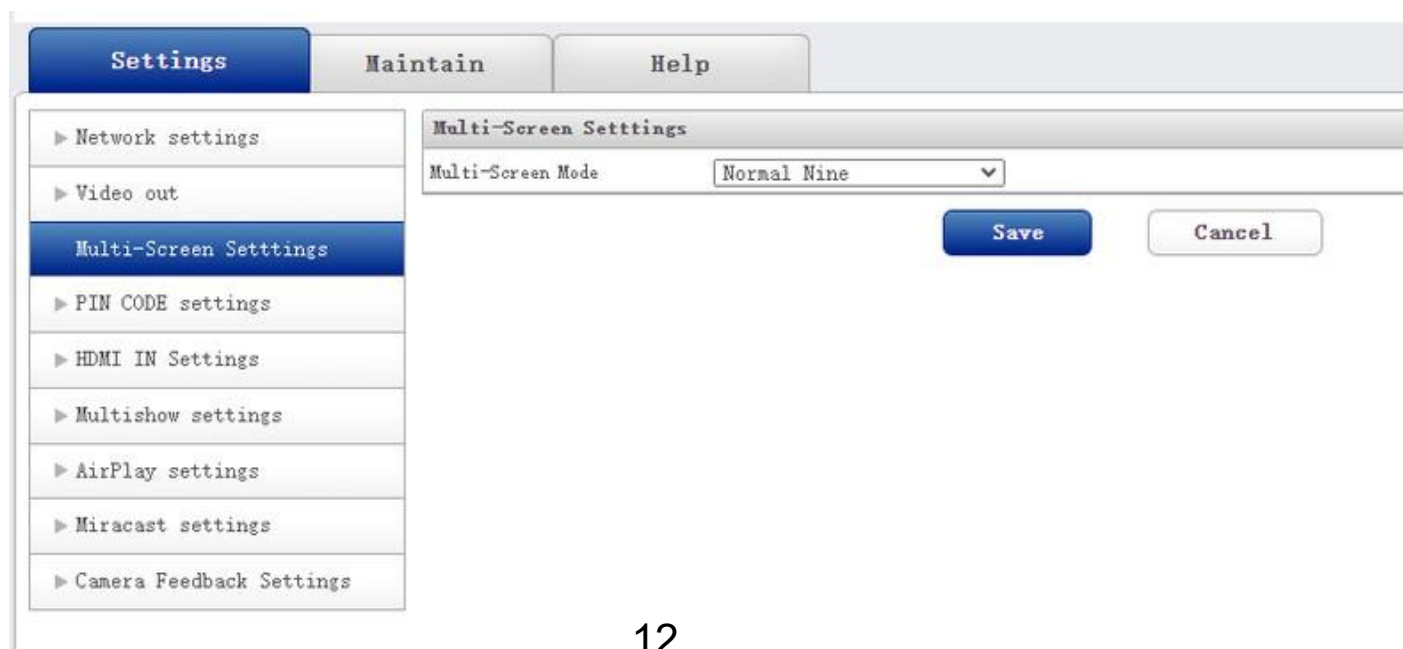 Settings
Maintain
Help
Network settings
Video out
Multi-Screen Setttings
PIN CODE settings
HDMI IN Settings
Multishow settings
AirPlay settings
Miracast settings
Camera Feedback Settings
Multi-Screen Setttings
Multi-Screen Mode
Normal Nine
Save
Cancel
12